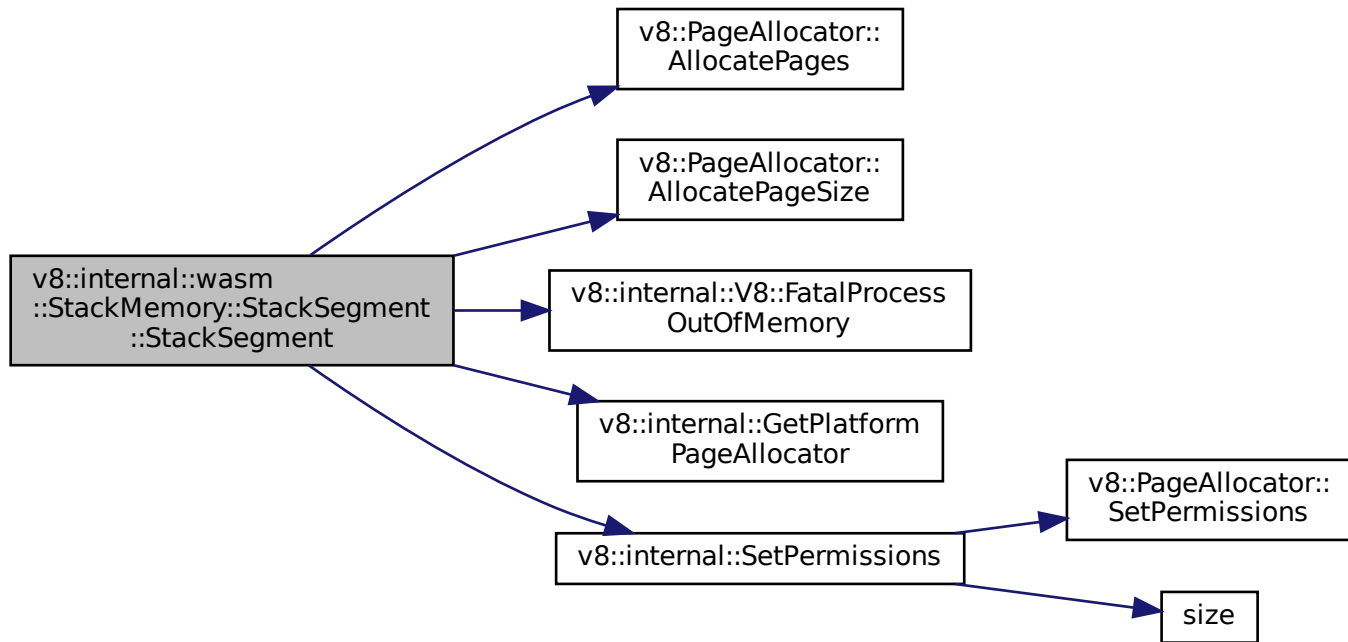 v8::PageAllocator::
AllocatePages
v8::PageAllocator::
AllocatePageSize
v8::internal::wasm
::StackMemory::StackSegment
::StackSegment
v8::internal::V8::FatalProcess
OutOfMemory
v8::internal::GetPlatform
PageAllocator
v8::PageAllocator::
SetPermissions
v8::internal::SetPermissions
size